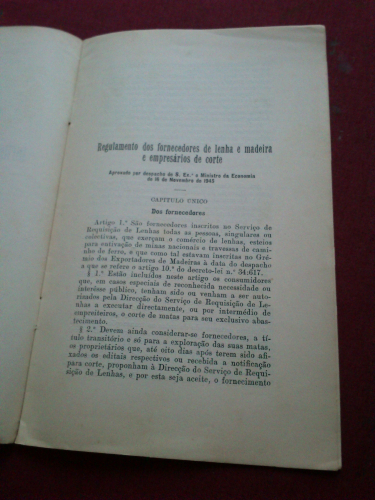 Regulamento dos fornecedores de lenha e madeira
e empresários de corte
Aprovado por despacho de S. Ex.ª o Ministro da Economia
de 16 de Novembro de 1945
CAPÍTULO ÚNICO
Dos fornecedores
Artigo 1.º São fornecedores inscritos no Serviço de
Requisição de Lenhas todas as pessoas, singulares ou
colectivas, que exerçam o comércio de lenhas, esteios
para entivação de minas nacionais e travessas de cami-
nho de ferro, e que como tal estavam inscritos no Gré-
mio dos Exportadores de Madeiras à data do despacho
a que se refere o artigo 10.º do decreto-lei n.º 34:617.
§ 1.º Estão incluídos neste artigo os consumidores
que, em casos especiais de reconhecida necessidade ou
interêsse público, tenham sido ou venham a ser auto-
rizados pela Direcção do Serviço de Requisição de Le-
nhas a executar directamente, ou por intermédio de
empreiteiros, o corte de matas para seu exclusivo abas-
tecimento.
§ 2.º Devem ainda considerar-se fornecedores, a tí-
tulo transitório e só para a exploração das suas matas,
os proprietários que, até oito dias após terem sido afi-
xados os editais respectivos ou recebida a notificação
para corte, proponham à Direcção do Serviço de Requi-
sição de Lenhas, e por esta seja aceite, o fornecimento